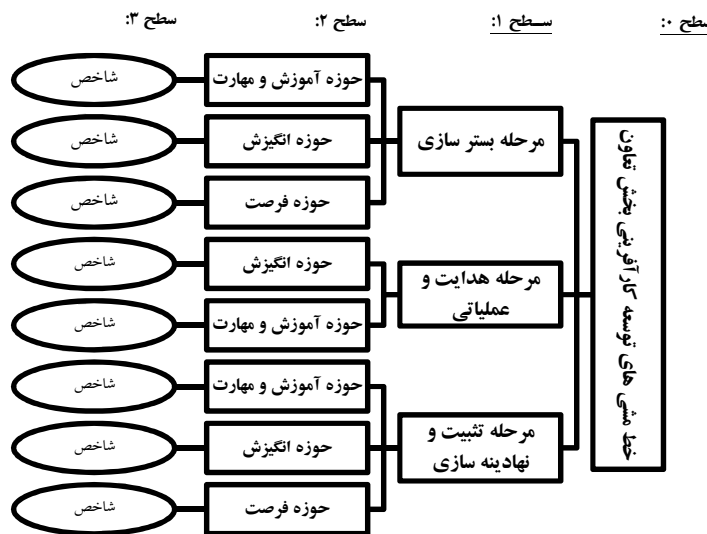 سطح ۰:
سطح ۱:
سطح ۲:
سطح ۳:
خط مشی های توسعه کارآفرینی بخش تعاون
مرحله بستر سازی
حوزه آموزش و مهارت
شاخص
حوزه انگیزش
شاخص
حوزه فرصت
شاخص
مرحله هدایت و
عملیاتی
حوزه انگیزش
شاخص
حوزه آموزش و مهارت
شاخص
مرحله تثبیت و
نهادینه سازی
حوزه آموزش و مهارت
شاخص
حوزه انگیزش
شاخص
حوزه فرصت
شاخص